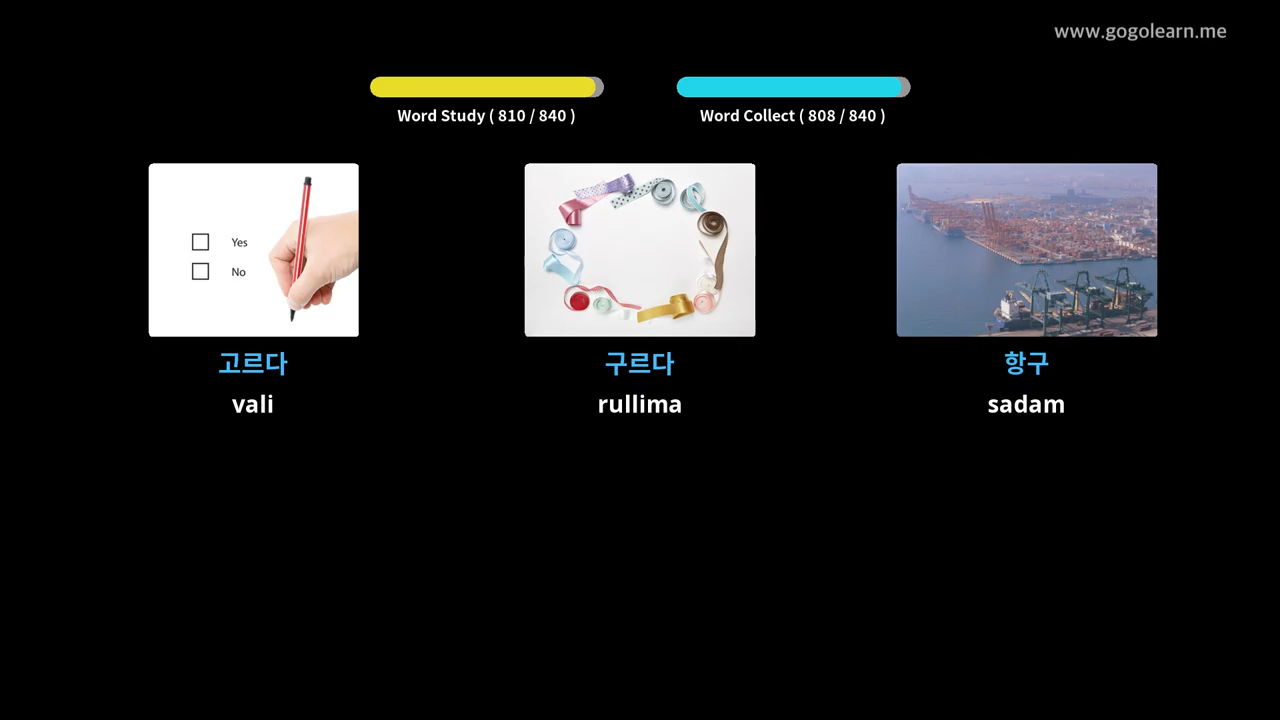 www.gogolearn.me
Word Study ( 810 / 840 )
Word Collect ( 808 / 840 )
Yes
No
고르다
구르다
항구
vali
rullima
sadam